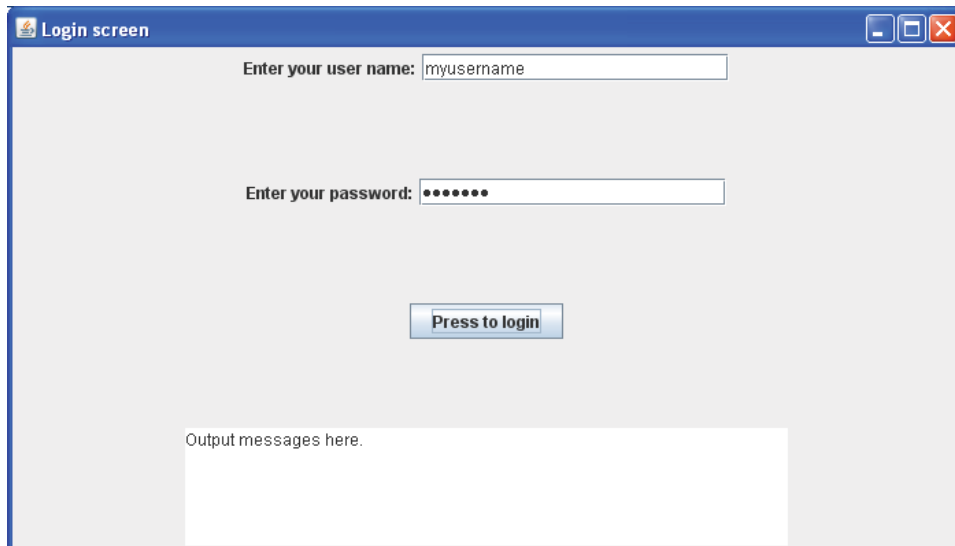 Login screen
Enter your user name: myusername
Enter your password: •••••••
Press to login
Output messages here.